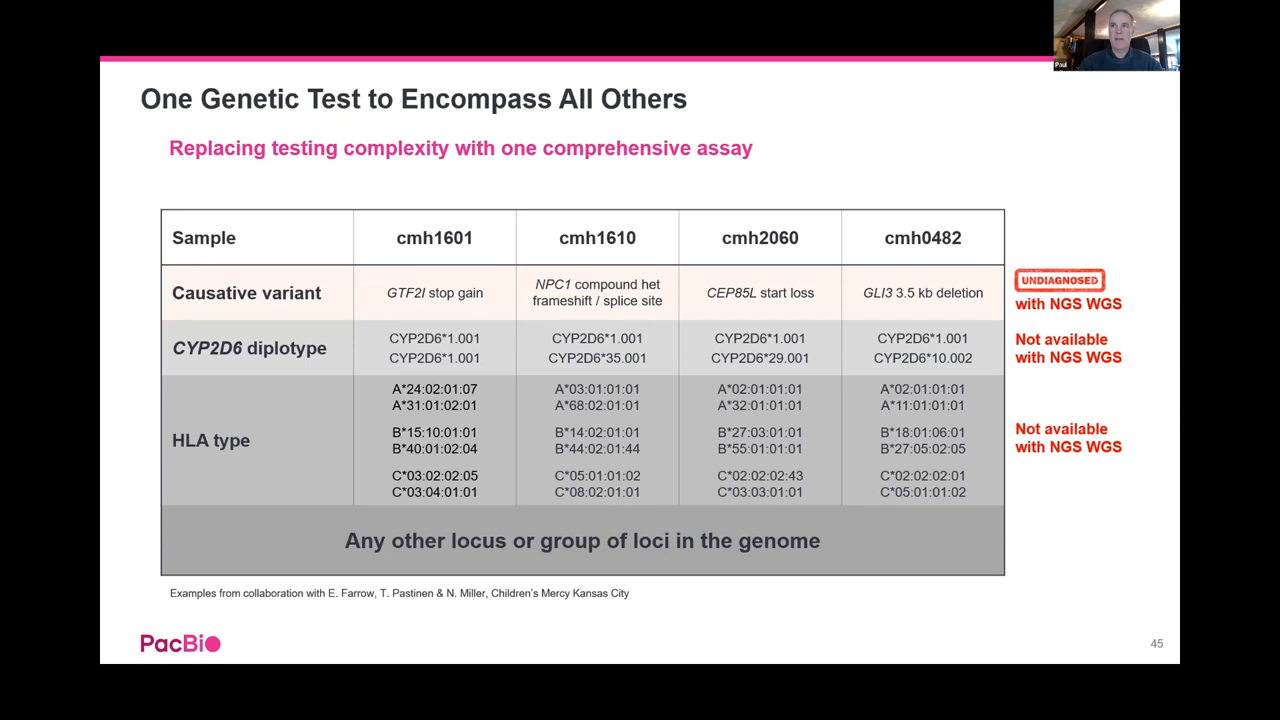 Paul
One Genetic Test to Encompass All Others
Replacing testing complexity with one comprehensive assay
Sample cmh1601 cmh1610 cmh2060 cmh0482
Causative variant GTF2I stop gain NPC1 compound het frameshift / splice site CEP85L start loss GLI3 3.5 kb deletion
UNDIAGNOSED
with NGS WGS
CYP2D6 diplotype
CYP2D6*1.001 CYP2D6*1.001 CYP2D6*1.001 CYP2D6*1.001
CYP2D6*1.001 CYP2D6*35.001 CYP2D6*29.001 CYP2D6*10.002
Not available
with NGS WGS
HLA type
A*24:02:01:07 A*03:01:01:01 A*02:01:01:01 A*02:01:01:01
A*31:01:02:01 A*68:02:01:01 A*32:01:01:01 A*11:01:01:01
B*15:10:01:01 B*14:02:01:01 B*27:03:01:01 B*18:01:06:01
B*40:01:02:04 B*44:02:01:44 B*55:01:01:01 B*27:05:02:05
C*03:02:02:05 C*05:01:01:02 C*02:02:02:43 C*02:02:02:01
C*03:04:01:01 C*08:02:01:01 C*03:03:01:01 C*05:01:01:02
Not available
with NGS WGS
Any other locus or group of loci in the genome
Examples from collaboration with E. Farrow, T. Pastinen & N. Miller, Children's Mercy Kansas City
PacBio
45